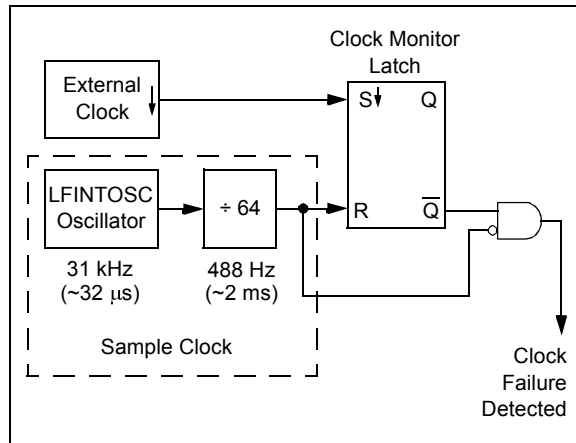 Clock Monitor
Latch
External
Clock
S
Q
LFINTOSC
Oscillator
÷ 64
R
Q̅
31 kHz
(~32 μs)
488 Hz
(~2 ms)
Sample Clock
Clock
Failure
Detected